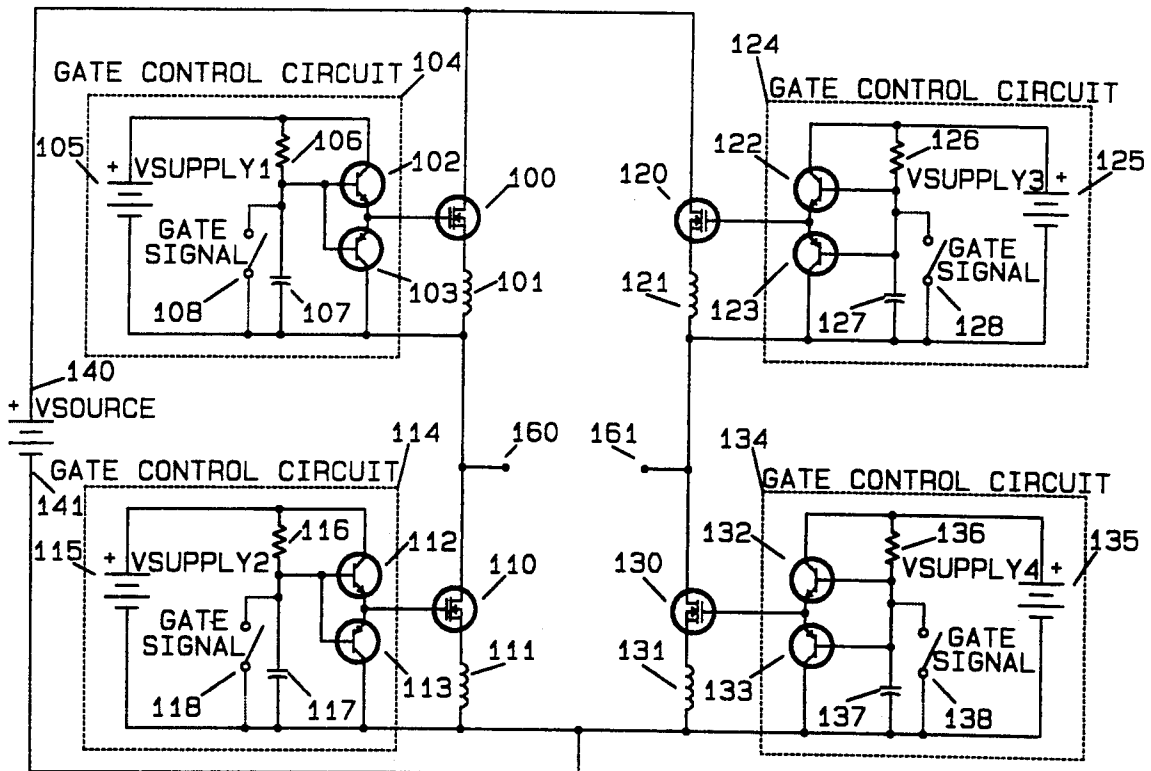 124
GATE CONTROL CIRCUIT 104
GATE CONTROL CIRCUIT
106
126
105
+
VSUPPLY1
102
100
120
122
VSUPPLY3
+
125
GATE
SIGNAL
GATE
SIGNAL
108
107
103
101
121
123
127
128
140
+ VSOURCE
114
160
161
134
GATE CONTROL CIRCUIT
GATE CONTROL CIRCUIT
141
116
136
115
+
VSUPPLY2
112
110
130
132
VSUPPLY4
+
135
GATE
SIGNAL
GATE
SIGNAL
118
117
113
111
131
133
137
138